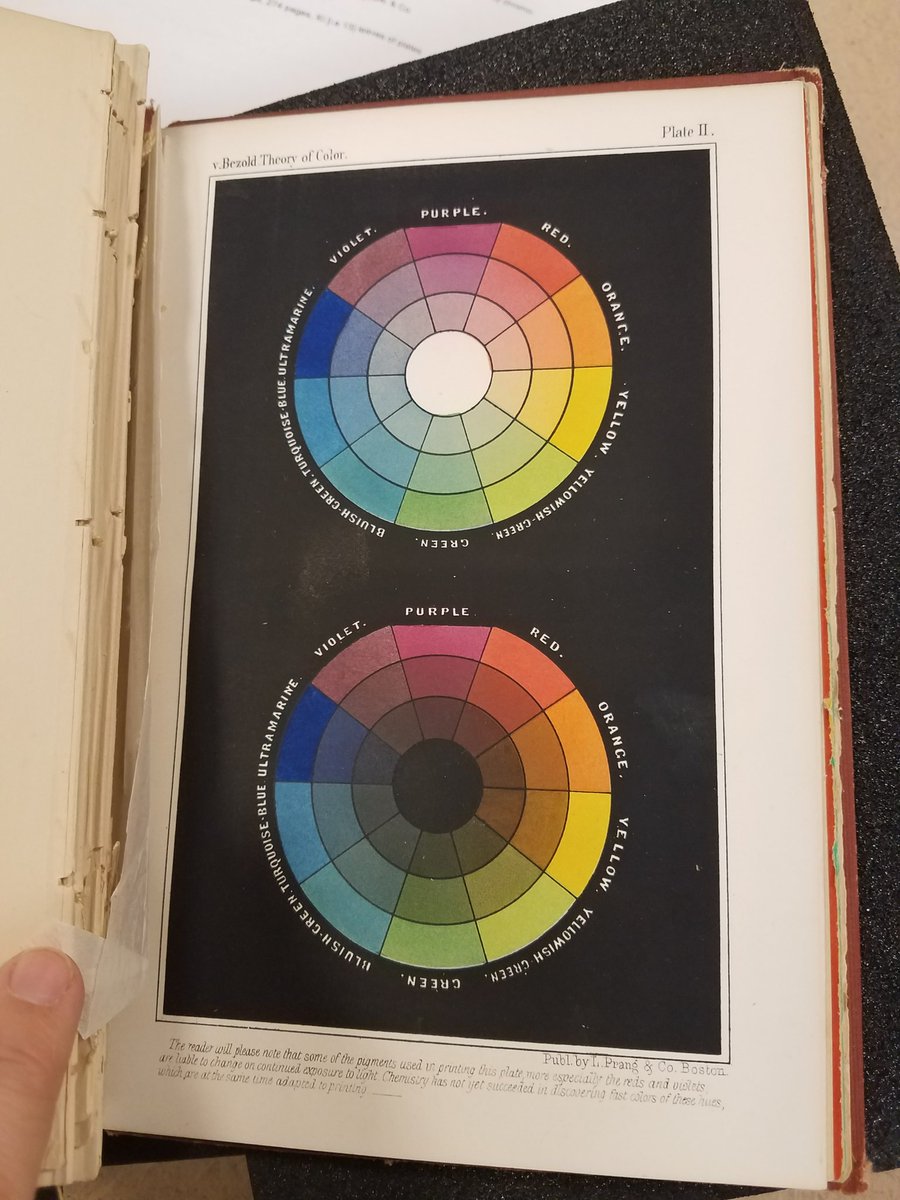 & Co
pages,
v.Bezold Theory of Color.
Plate II.
PURPLE.
RED.
ORANGE.
YELLOW.
YELLOWISH-GREEN.
GREEN.
BLUISH-GREEN.
TURQUOISE-BLUE.
ULTRAMARINE.
VIOLET.
PURPLE
RED.
ORANGE.
YELLOW.
YELLOWISH-GREEN.
GREEN.
BLUISH-GREEN.
TURQUOISE-BLUE.
ULTRAMARINE.
VIOLET.
Publ. by L. Prang & Co. Boston.
The reader will please note that some of the pigments used in printing this plate, more especially the reds and violets
are liable to change on continued exposure to light. Chemistry has not yet succeeded in discovering fast colors of these hues,
which are at the same time adapted to printing